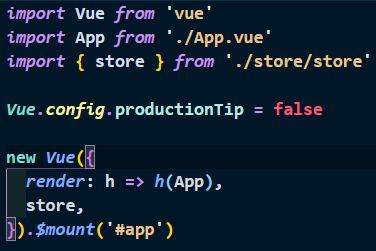 import Vue from 'vue'
import App from './App.vue'
import { store } from './store/store'
Vue.config.productionTip = false
new Vue({
render: h => h(App),
store,
}).$mount('#app')